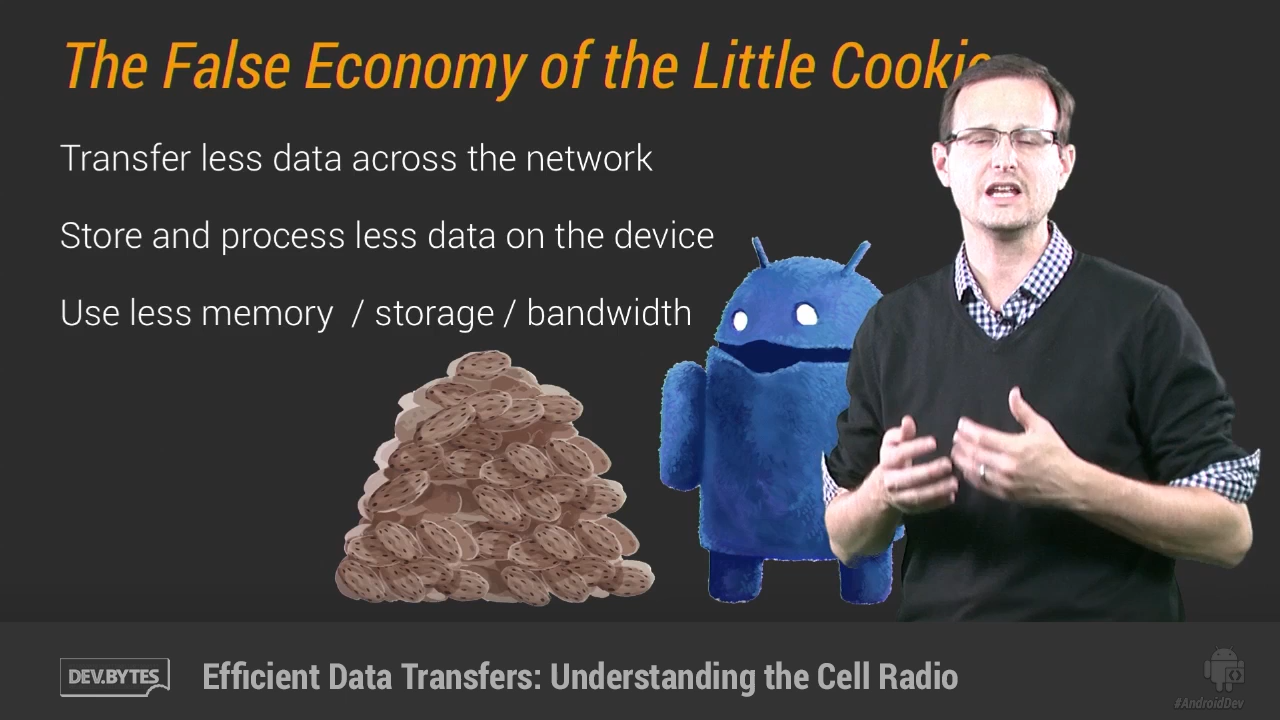 The False Economy of the Little Cookie
Transfer less data across the network
Store and process less data on the device
Use less memory / storage / bandwidth
DEV.BYTES
Efficient Data Transfers: Understanding the Cell Radio
#AndroidDev